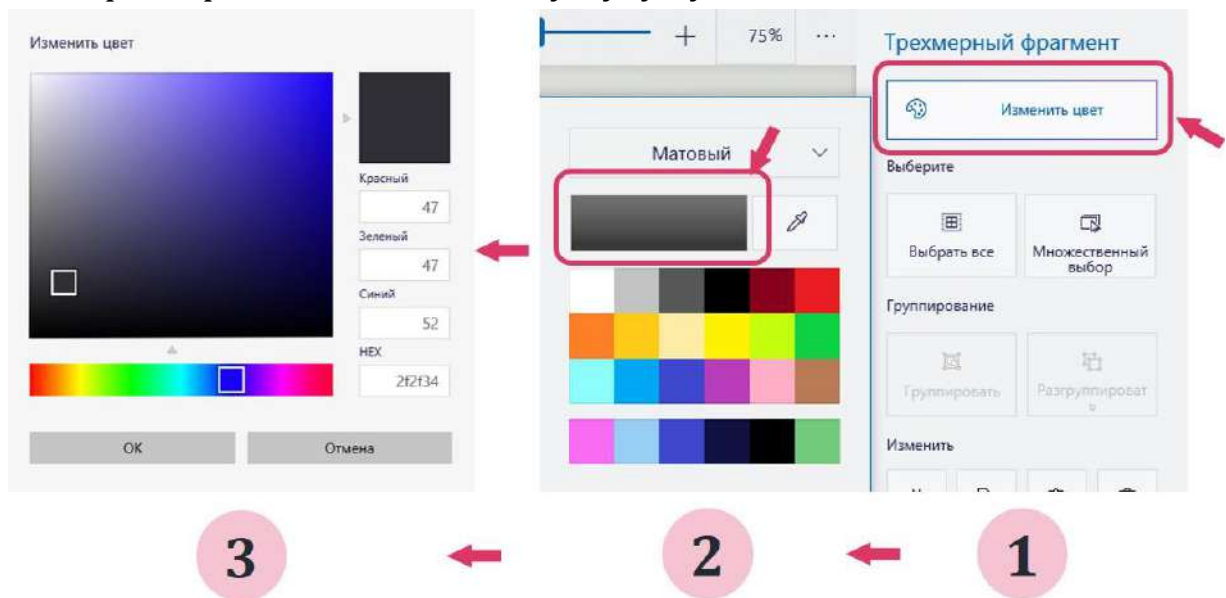 Изменить цвет
Красный
47
Зеленый
47
Синий
52
HEX
2f2f34
OK
Отмена
75%
Матовый
Трехмерный фрагмент
Изменить цвет
Выберите
Выбрать все
Множественный
выбор
Группирование
Группировать
Разгруппироват
ь
Изменить
3
2
1